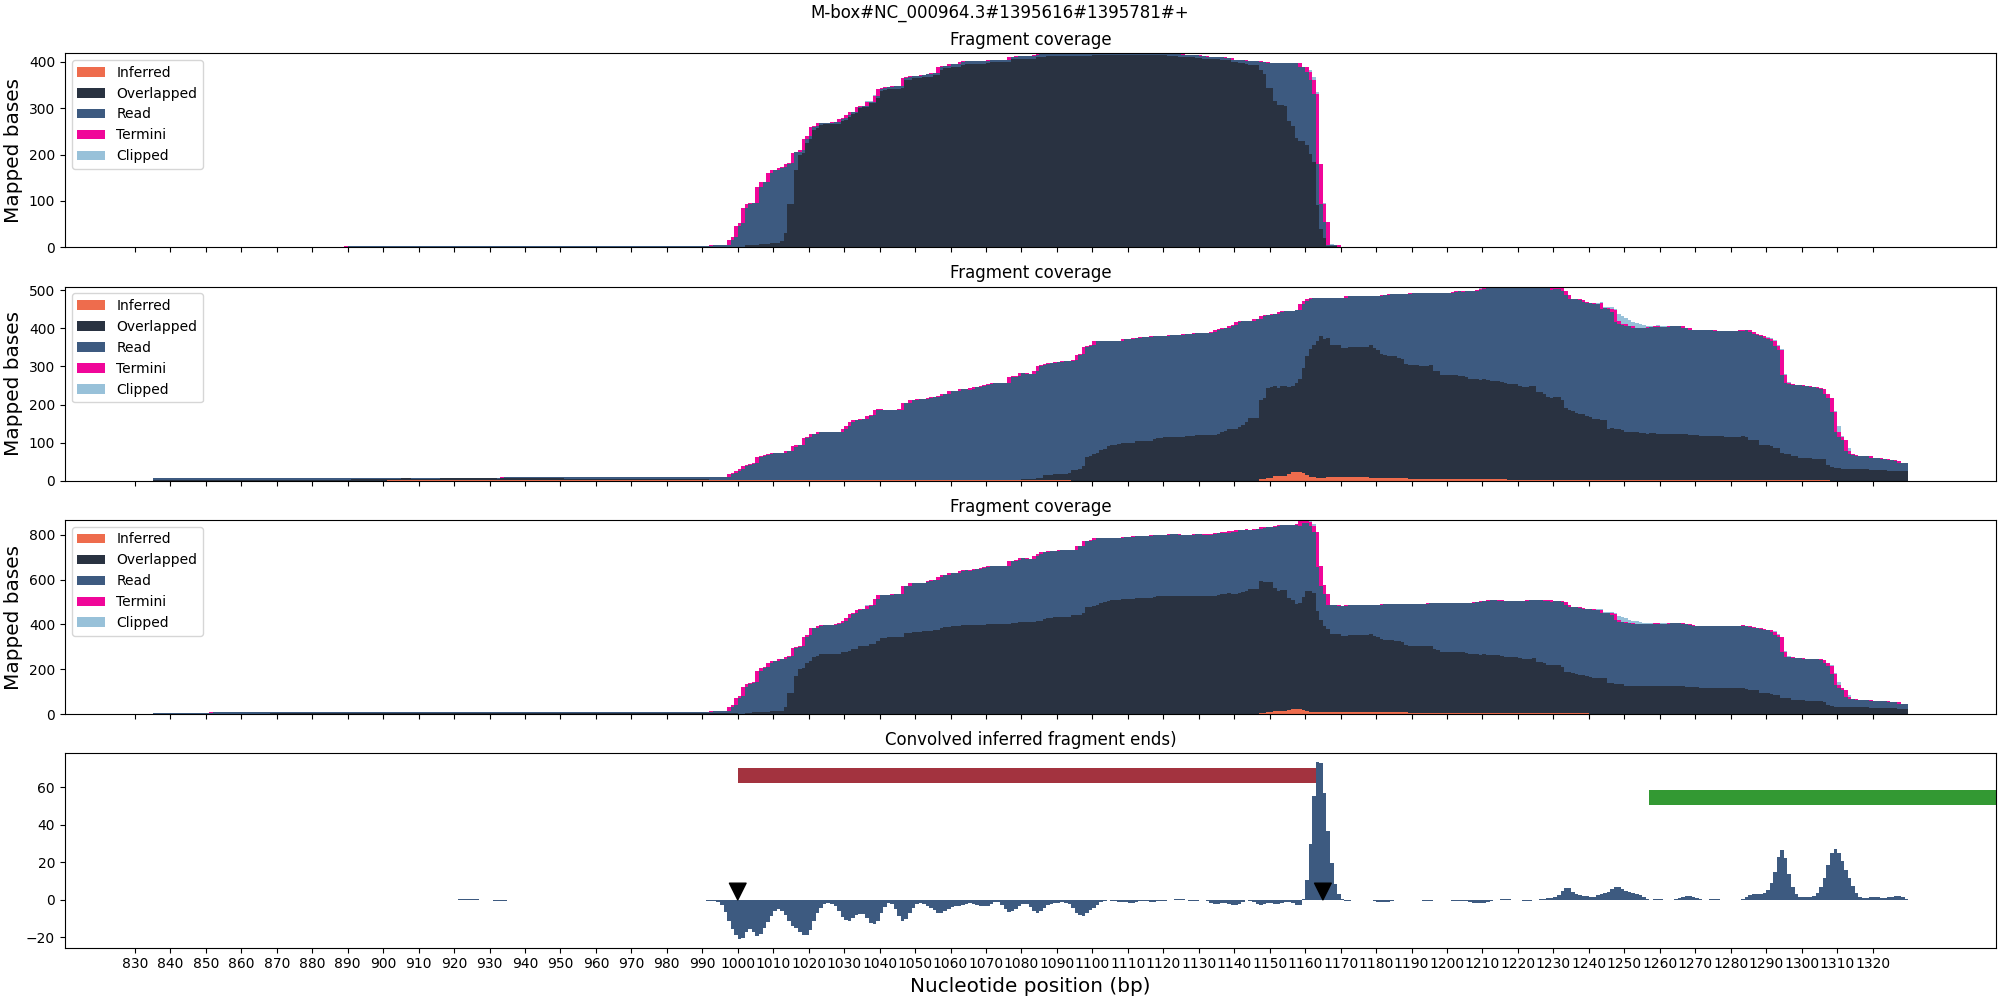 M-box#NC_000964.3#1395616#1395781#+
Fragment coverage
Mapped bases
400
300
200
100
0
Inferred
Overlapped
Read
Termini
Clipped
Fragment coverage
Mapped bases
500
400
300
200
100
0
Inferred
Overlapped
Read
Termini
Clipped
Fragment coverage
Mapped bases
800
600
400
200
0
Inferred
Overlapped
Read
Termini
Clipped
Convolved inferred fragment ends)
60
40
20
0
−20
830 840 850 860 870 880 890 900 910 920 930 940 950 960 970 980 990 1000 1010 1020 1030 1040 1050 1060 1070 1080 1090 1100 1110 1120 1130 1140 1150 1160 1170 1180 1190 1200 1210 1220 1230 1240 1250 1260 1270 1280 1290 1300 1310 1320
Nucleotide position (bp)